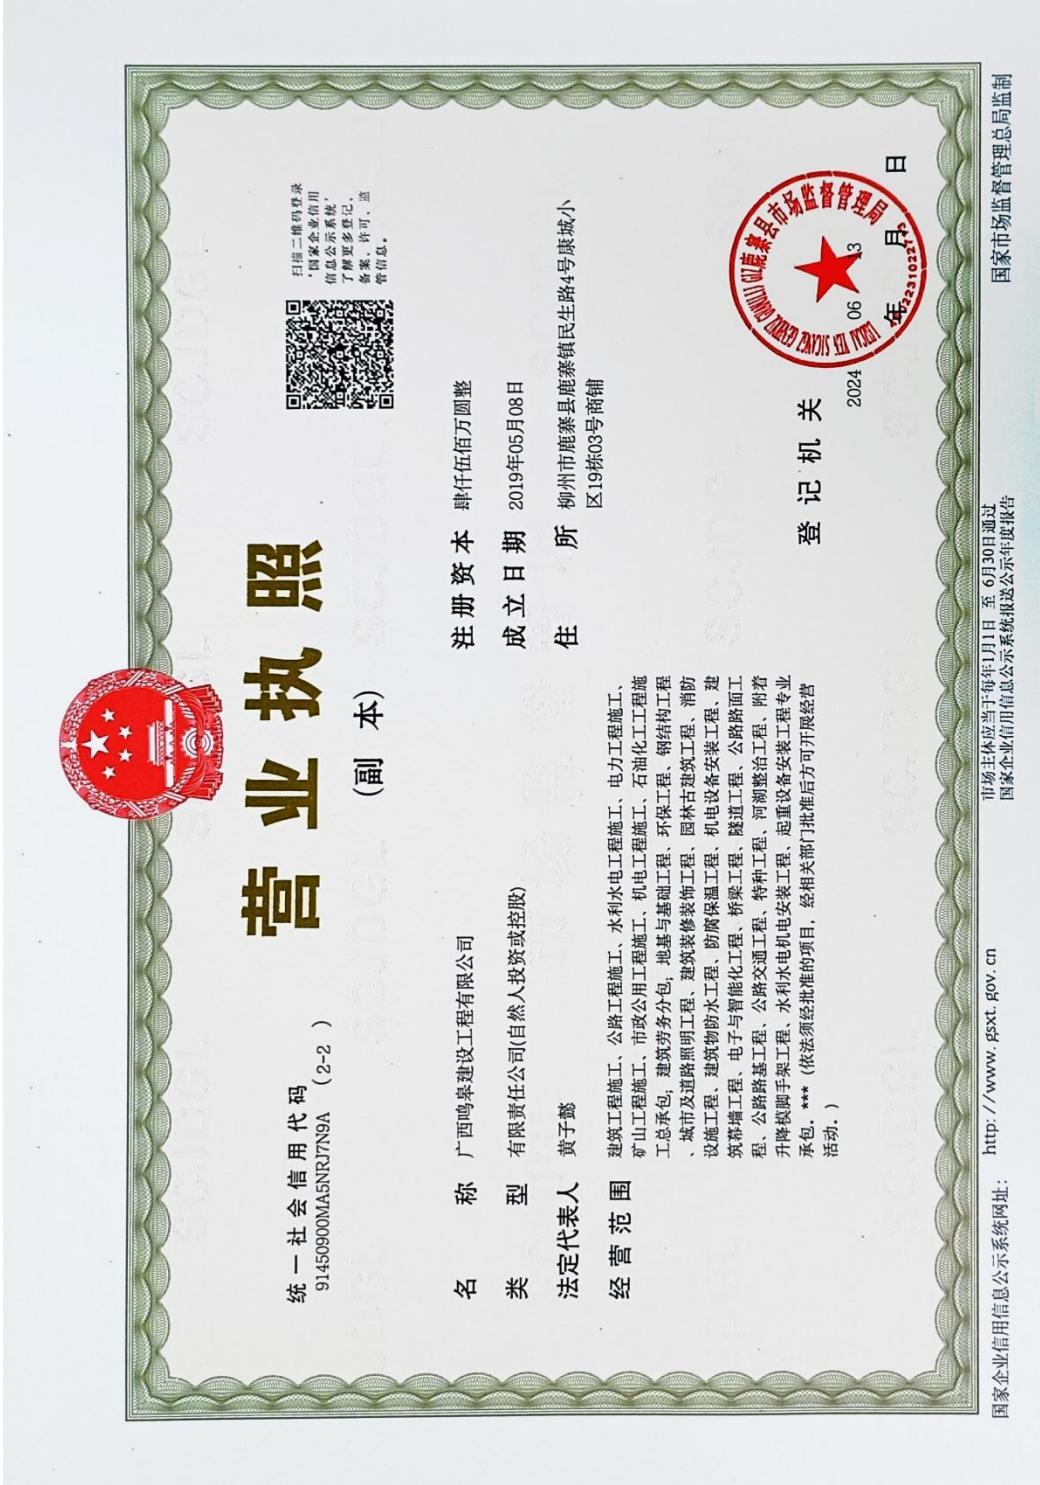 营业执照
(副 本)
统一社会信用代码
91450900MA5NRJ7N9A (2-2)
扫描二维码登录
“国家企业信用
信息公示系统”
了解更多登记、
备案、许可、监
管信息。
名 称 广西鸣皋建设工程有限公司
类 型 有限责任公司(自然人投资或控股)
法定代表人 黄子懿
经营范围 建筑工程施工、公路工程施工、水利水电工程施工、电力工程施工、
矿山工程施工、市政公用工程施工、机电工程施工、石油化工工程施
工总承包; 建筑劳务分包; 地基与基础工程、环保工程、钢结构工程
、城市及道路照明工程、建筑装修装饰工程、园林古建筑工程、消防
设施工程、建筑物防水工程、防腐保温工程、机电设备安装工程、建
筑幕墙工程、电子与智能化工程、桥梁工程、隧道工程、公路路面工
程、公路路基工程、公路交通工程、特种工程、河湖整治工程、附着
升降模脚手架工程、水利水电机电安装工程、起重设备安装工程专业
承包. *** (依法须经批准的项目, 经相关部门批准后方可开展经营
活动. )
注册资本 肆仟伍佰万圆整
成立日期 2019年05月08日
住 所 柳州市鹿寨县鹿寨镇民生路4号康城小
区19栋03号商铺
登记机关
鹿寨县市场监督管理局
2024 06 13
年 月 日
国家企业信用信息公示系统网址: http://www.gsxt.gov.cn
市场主体应当于每年1月1日 至 6月30日通过
国家企业信用信息公示系统报送公示年度报告
国家市场监督管理总局监制